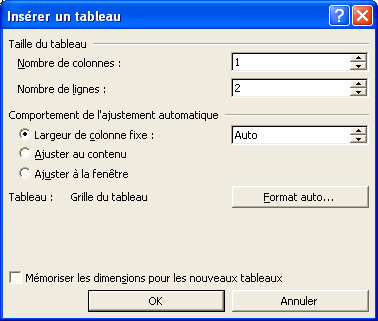 Insérer un tableau
Taille du tableau
Nombre de colonnes : 1
Nombre de lignes : 2
Comportement de l'ajustement automatique
Largeur de colonne fixe : Auto
Ajuster au contenu
Ajuster à la fenêtre
Tableau : Grille du tableau Format auto...
Mémoriser les dimensions pour les nouveaux tableaux
OK Annuler